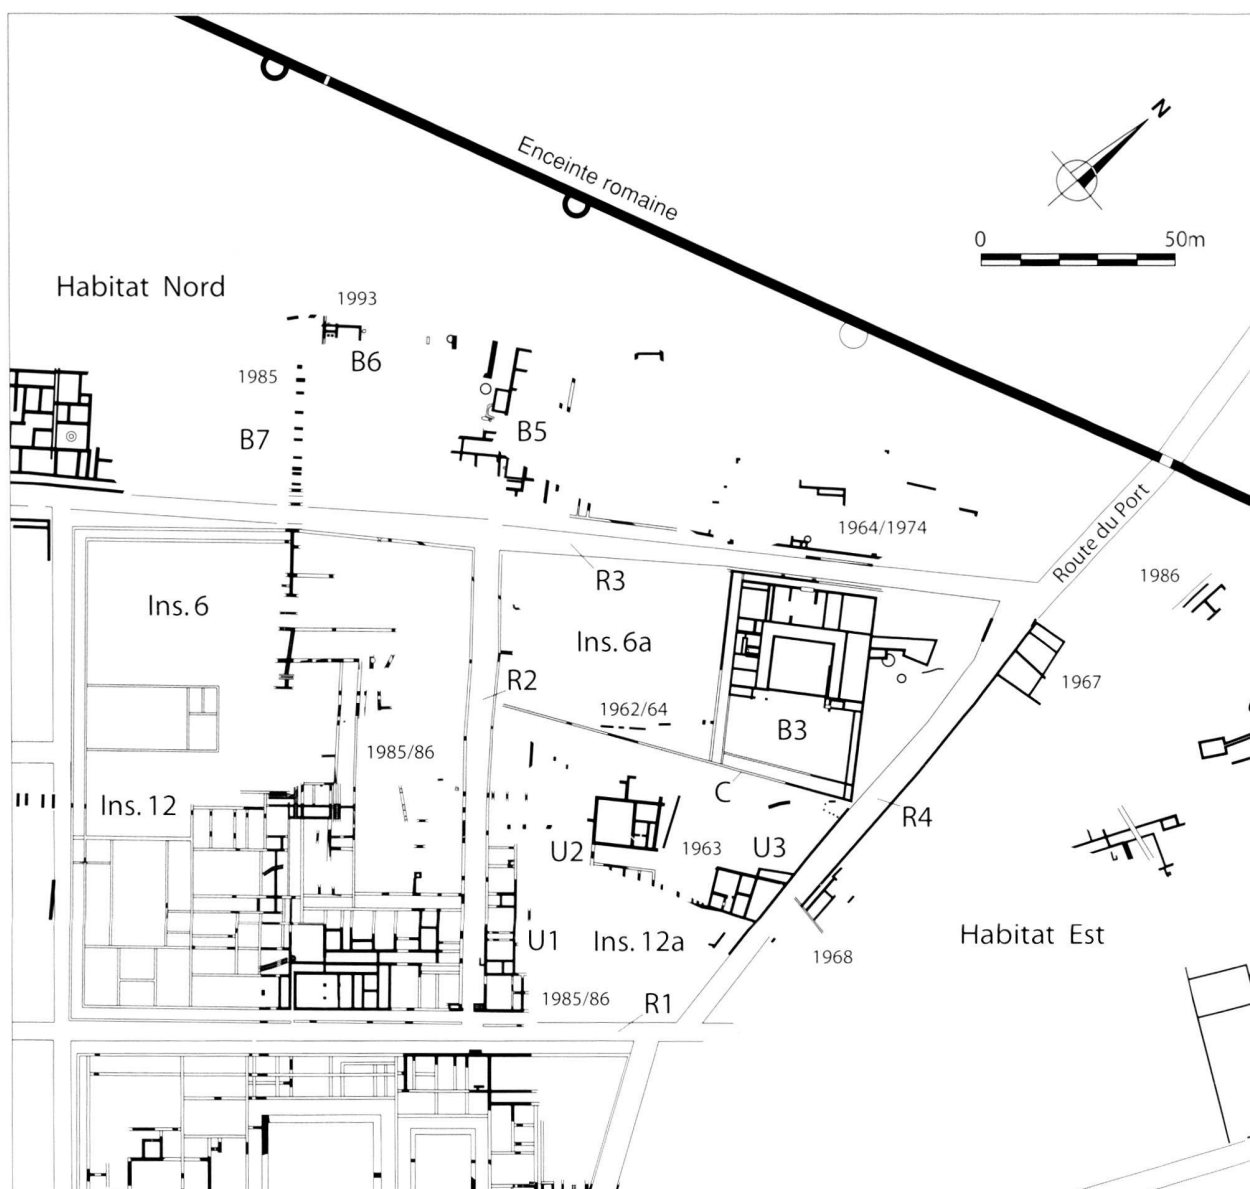 N
Enceinte romaine
0 50m
Habitat Nord
1993
B6
1985
B7
B5
1964/1974
Route du Port
1986
R3
Ins. 6
Ins. 6a
R2
1967
1962/64
B3
1985/86
C
Ins. 12
R4
U2
1963
U3
U1
Ins. 12a
Habitat Est
1968
1985/86
R1